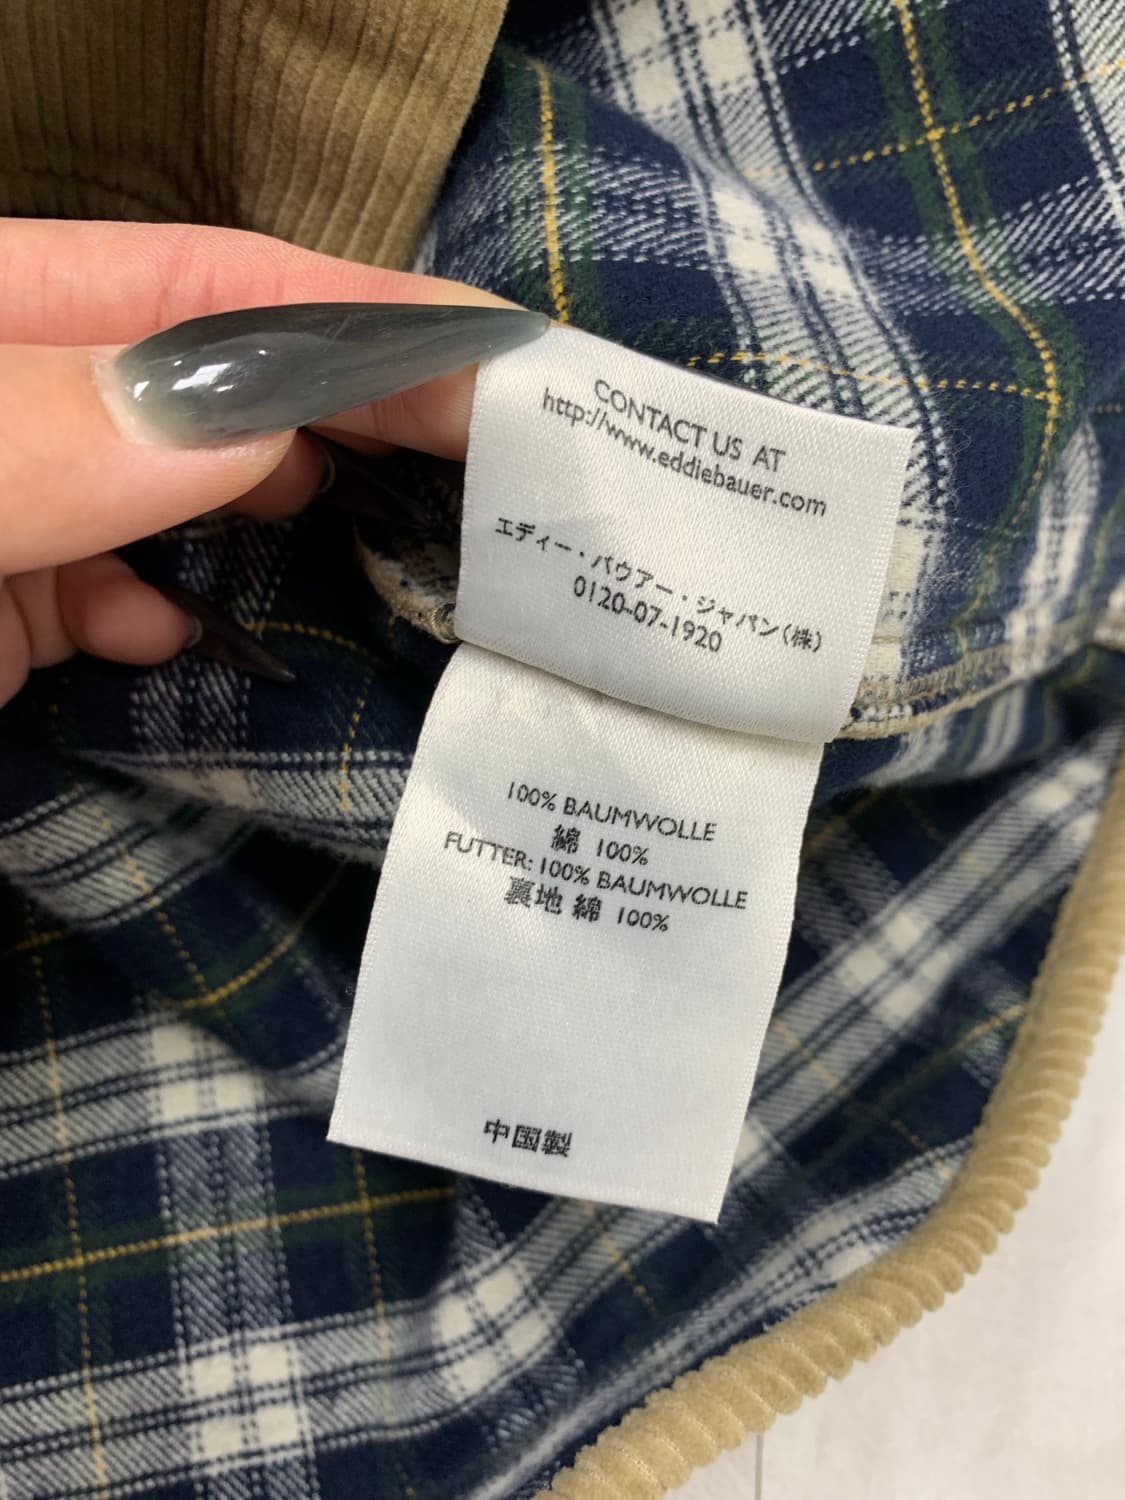 CONTACT US AT
http://www.eddiebauer.com
エディー・バウアー・ジャパン(株)
0120-07-1920
100% BAUMWOLLE
綿 100%
FUTTER: 100% BAUMWOLLE
裏地 綿 100%
中国製